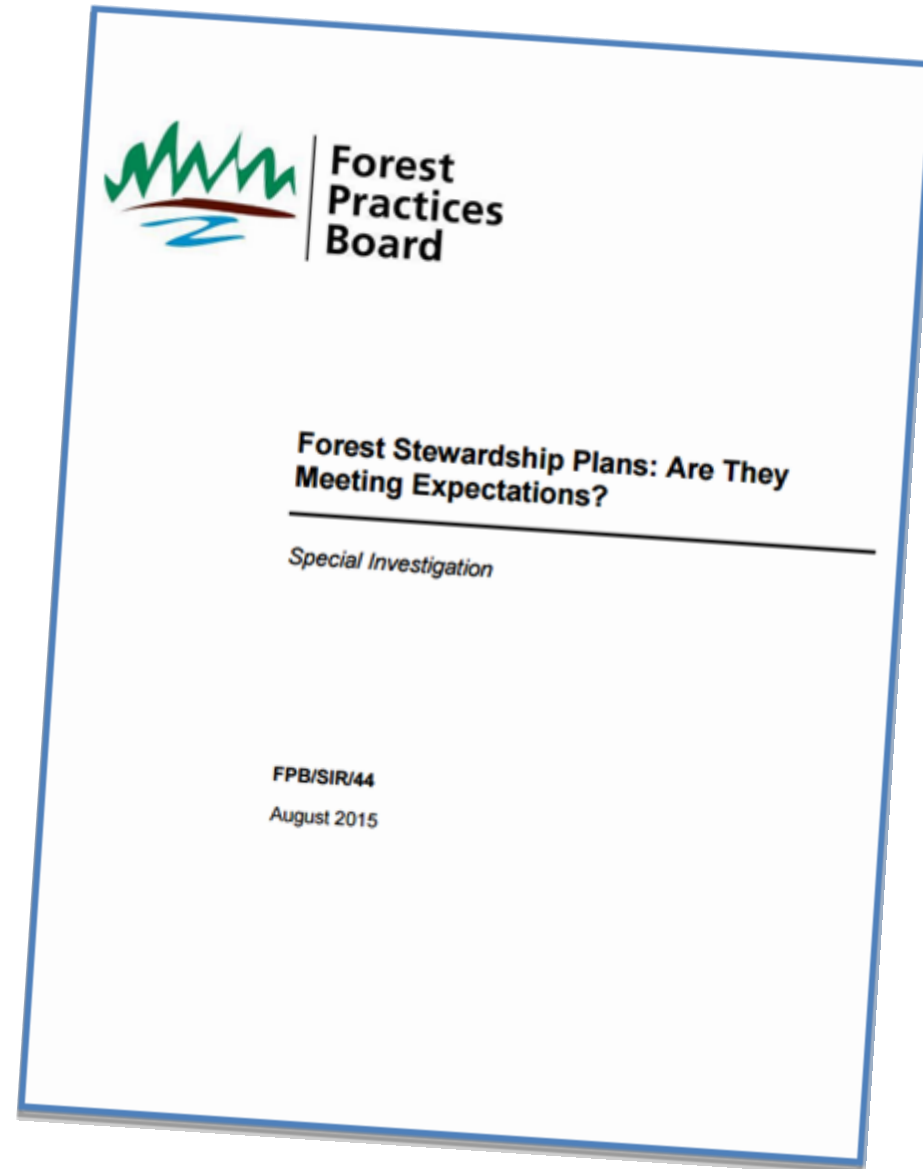 Forest
Practices
Board
Forest Stewardship Plans: Are They
Meeting Expectations?
Special Investigation
FPB/SIR/44
August 2015